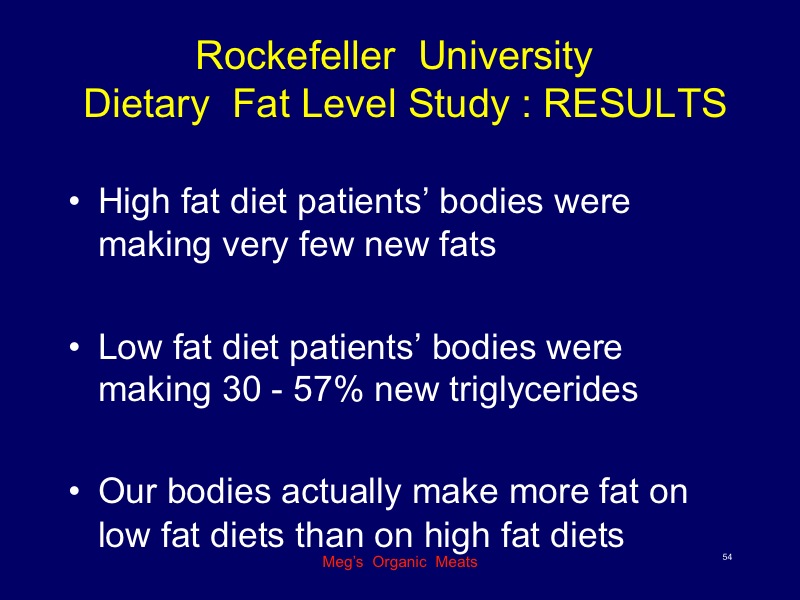 Rockefeller University
Dietary Fat Level Study : RESULTS
• High fat diet patients’ bodies were
making very few new fats
• Low fat diet patients’ bodies were
making 30 - 57% new triglycerides
• Our bodies actually make more fat on
low fat diets than on high fat diets
Meg’s Organic Meats
54